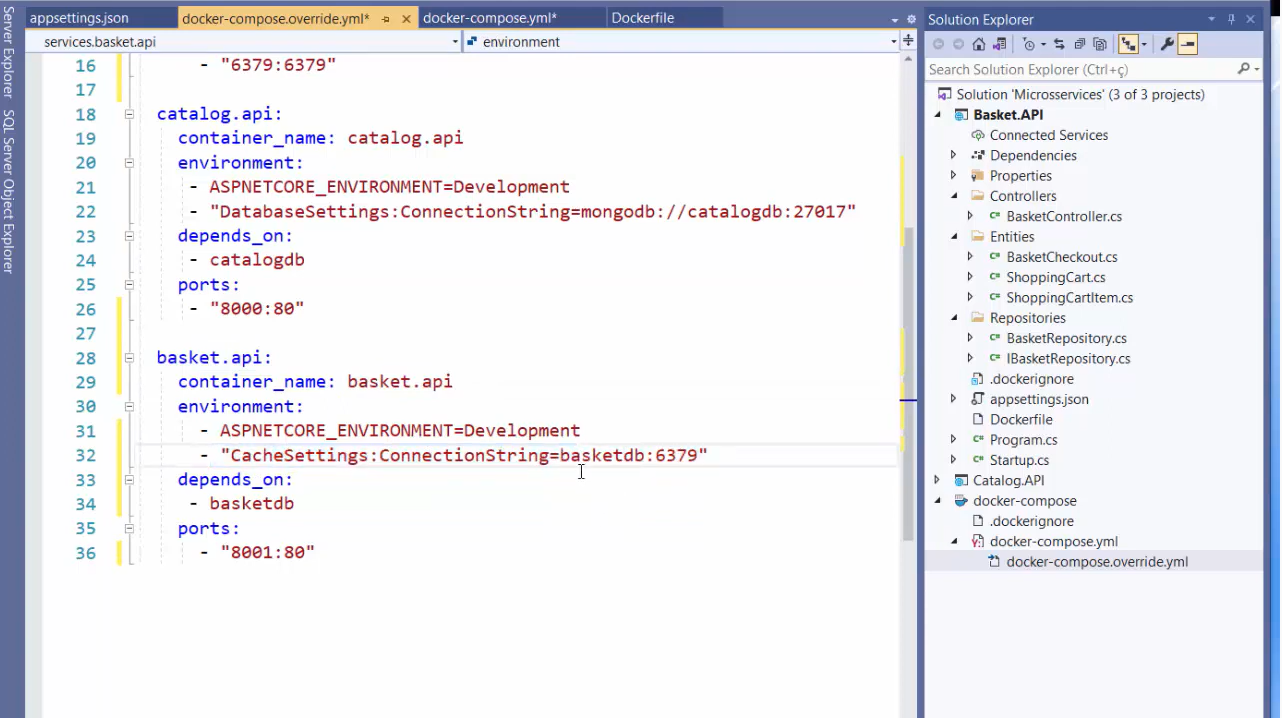 appsettings.json
docker-compose.override.yml*
docker-compose.yml*
Dockerfile
services.basket.api
environment
Server Explorer
SQL Server Object Explorer
16 - "6379:6379"
17
18 catalog.api:
19 container_name: catalog.api
20 environment:
21 - ASPNETCORE_ENVIRONMENT=Development
22 - "DatabaseSettings:ConnectionString=mongodb://catalogdb:27017"
23 depends_on:
24 - catalogdb
25 ports:
26 - "8000:80"
27
28 basket.api:
29 container_name: basket.api
30 environment:
31 - ASPNETCORE_ENVIRONMENT=Development
32 - "CacheSettings:ConnectionString=basketdb:6379"
33 depends_on:
34 - basketdb
35 ports:
36 - "8001:80"
Solution Explorer
Search Solution Explorer (Ctrl+ç)
Solution 'Microsservices' (3 of 3 projects)
Basket.API
Connected Services
Dependencies
Properties
Controllers
C# BasketController.cs
Entities
C# BasketCheckout.cs
C# ShoppingCart.cs
C# ShoppingCartItem.cs
Repositories
C# BasketRepository.cs
C# IBasketRepository.cs
.dockerignore
appsettings.json
Dockerfile
C# Program.cs
C# Startup.cs
Catalog.API
docker-compose
.dockerignore
docker-compose.yml
docker-compose.override.yml